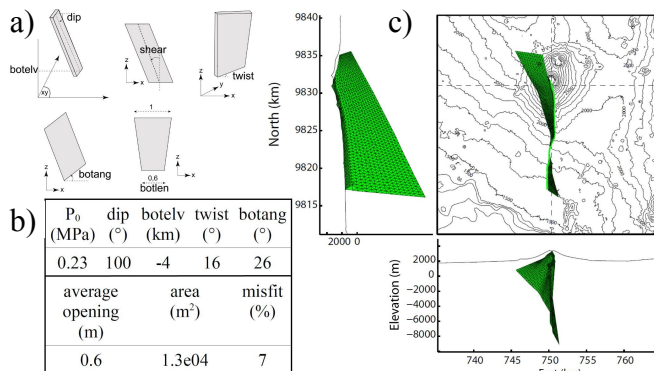 a)
dip
botelv
xy
z
x
shear
z
x
twist
z
y
x
botang
z
x
1
0,6
botlen
z
x
b)
P0 dip botelv twist botang
(MPa) (°) (km) (°) (°)
0.23 100 -4 16 26
average area misfit
opening (m²) (%)
(m)
0.6 1.3e04 7
North (km)
9840
9835
9830
9825
9820
9815
2000 0
c)
Elevation (m)
2000
0
−2000
−4000
−6000
−8000
740 745 750 755 760